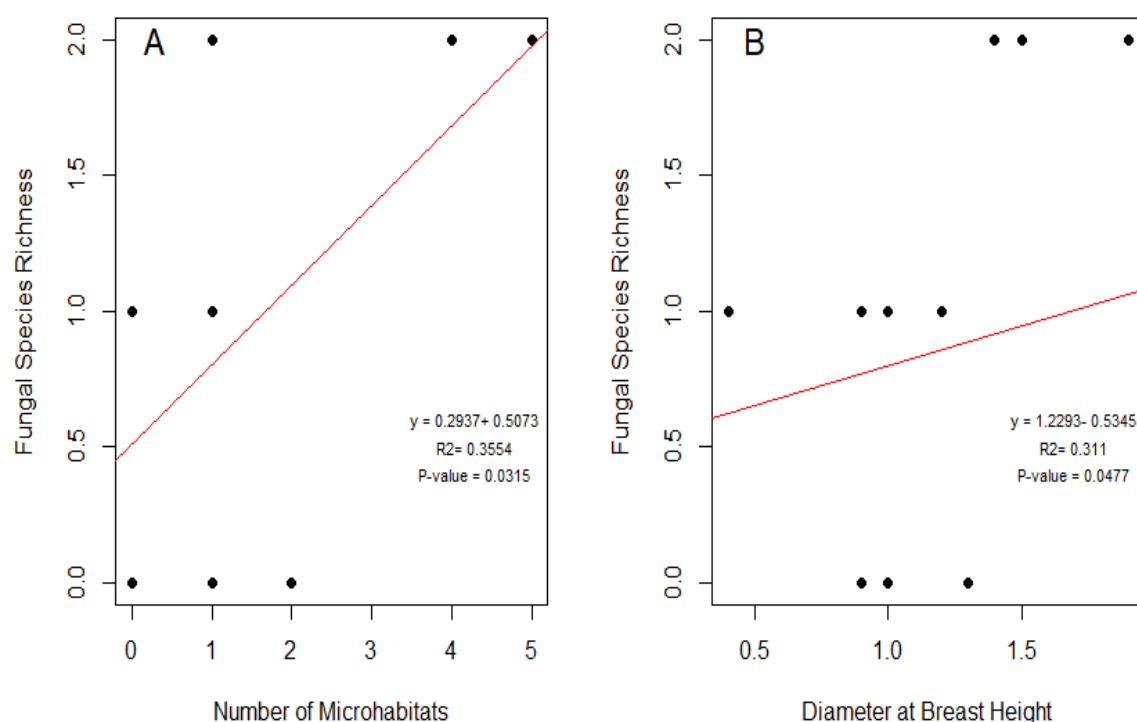 A
Fungal Species Richness
2.0
1.5
1.0
0.5
0.0
y = 0.2937+ 0.5073
R2= 0.3554
P-value = 0.0315
0 1 2 3 4 5
Number of Microhabitats
B
Fungal Species Richness
2.0
1.5
1.0
0.5
0.0
y = 1.2293- 0.5345
R2= 0.311
P-value = 0.0477
0.5 1.0 1.5
Diameter at Breast Height